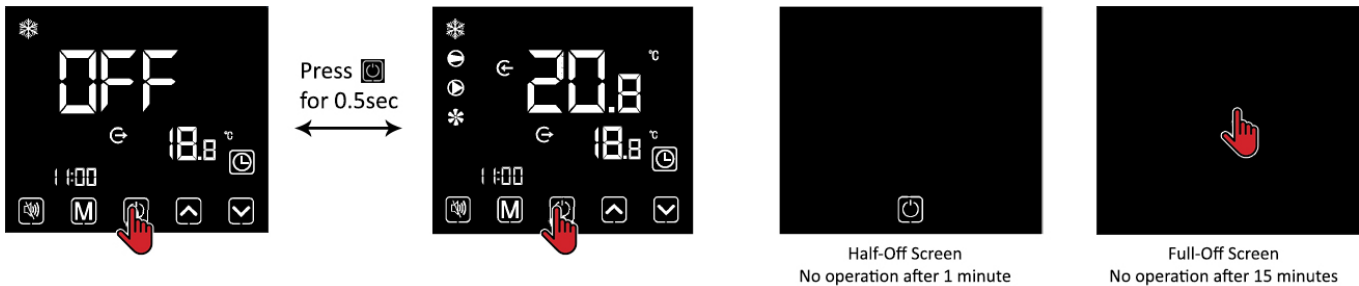 OFF
18.8 °C
11:00
M
Press
for 0.5sec
20.8 °C
18.8 °C
11:00
M
Half-Off Screen
No operation after 1 minute
Full-Off Screen
No operation after 15 minutes